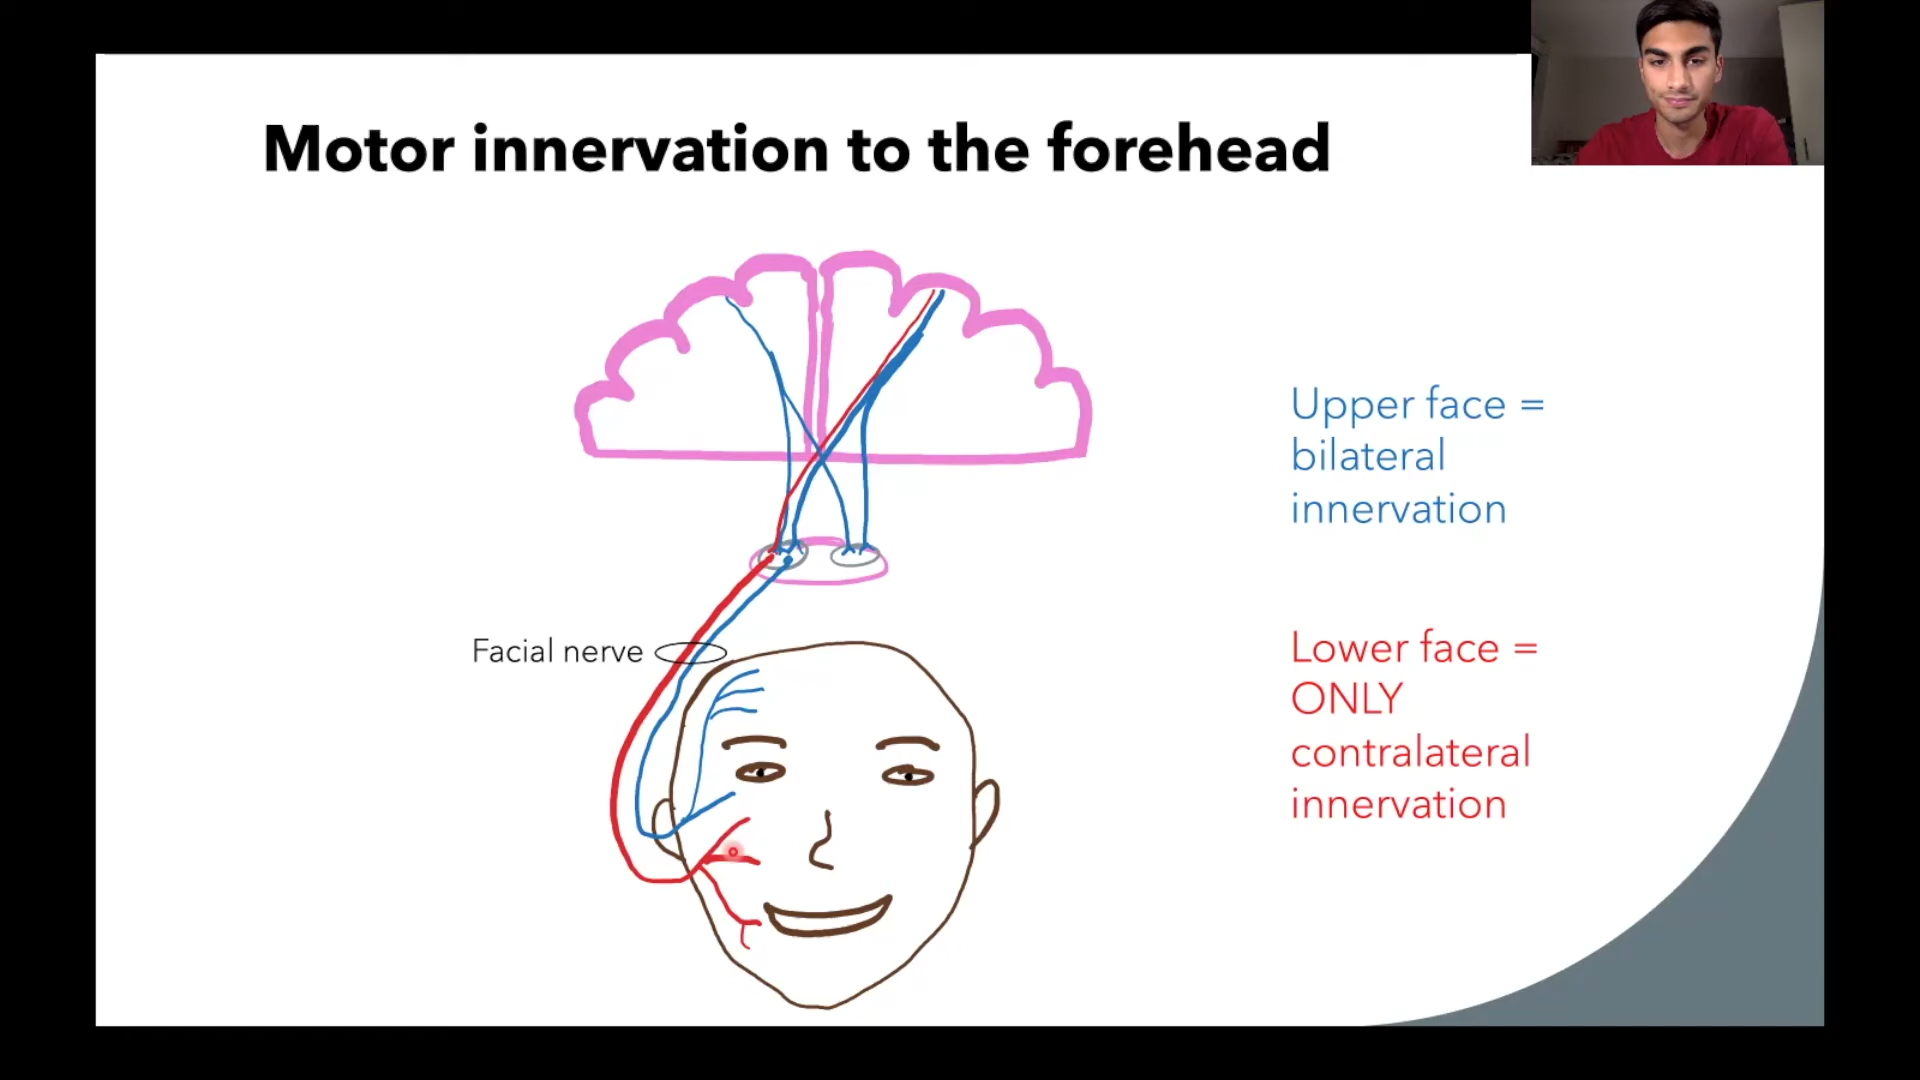 Motor innervation to the forehead
Upper face =
bilateral
innervation
Facial nerve
Lower face =
ONLY
contralateral
innervation